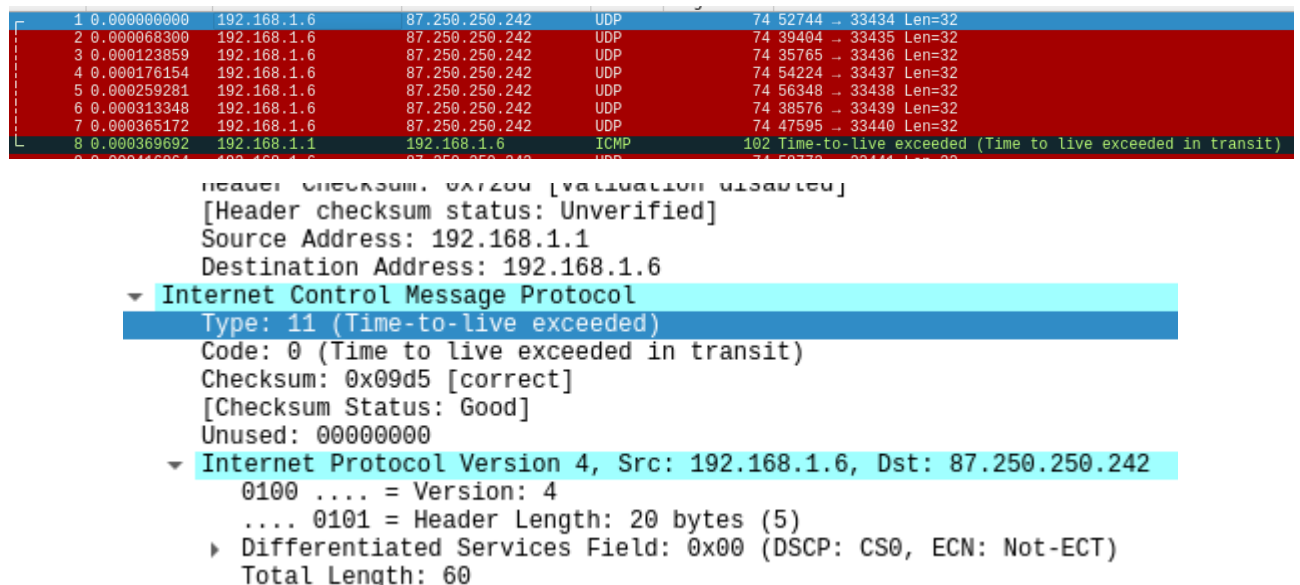 1 0.000000000 192.168.1.6 87.250.250.242 UDP 74 52744 → 33434 Len=32
2 0.000068300 192.168.1.6 87.250.250.242 UDP 74 39404 → 33435 Len=32
3 0.000123859 192.168.1.6 87.250.250.242 UDP 74 35765 → 33436 Len=32
4 0.000176154 192.168.1.6 87.250.250.242 UDP 74 54224 → 33437 Len=32
5 0.000259281 192.168.1.6 87.250.250.242 UDP 74 56348 → 33438 Len=32
6 0.000313348 192.168.1.6 87.250.250.242 UDP 74 38576 → 33439 Len=32
7 0.000365172 192.168.1.6 87.250.250.242 UDP 74 47595 → 33440 Len=32
8 0.000369692 192.168.1.1 192.168.1.6 ICMP 102 Time-to-live exceeded (Time to live exceeded in transit)
Header Checksum: 0x728d [validation disabled]
[Header checksum status: Unverified]
Source Address: 192.168.1.1
Destination Address: 192.168.1.6
Internet Control Message Protocol
Type: 11 (Time-to-live exceeded)
Code: 0 (Time to live exceeded in transit)
Checksum: 0x09d5 [correct]
[Checksum Status: Good]
Unused: 00000000
Internet Protocol Version 4, Src: 192.168.1.6, Dst: 87.250.250.242
0100 .... = Version: 4
.... 0101 = Header Length: 20 bytes (5)
Differentiated Services Field: 0x00 (DSCP: CS0, ECN: Not-ECT)
Total Length: 60